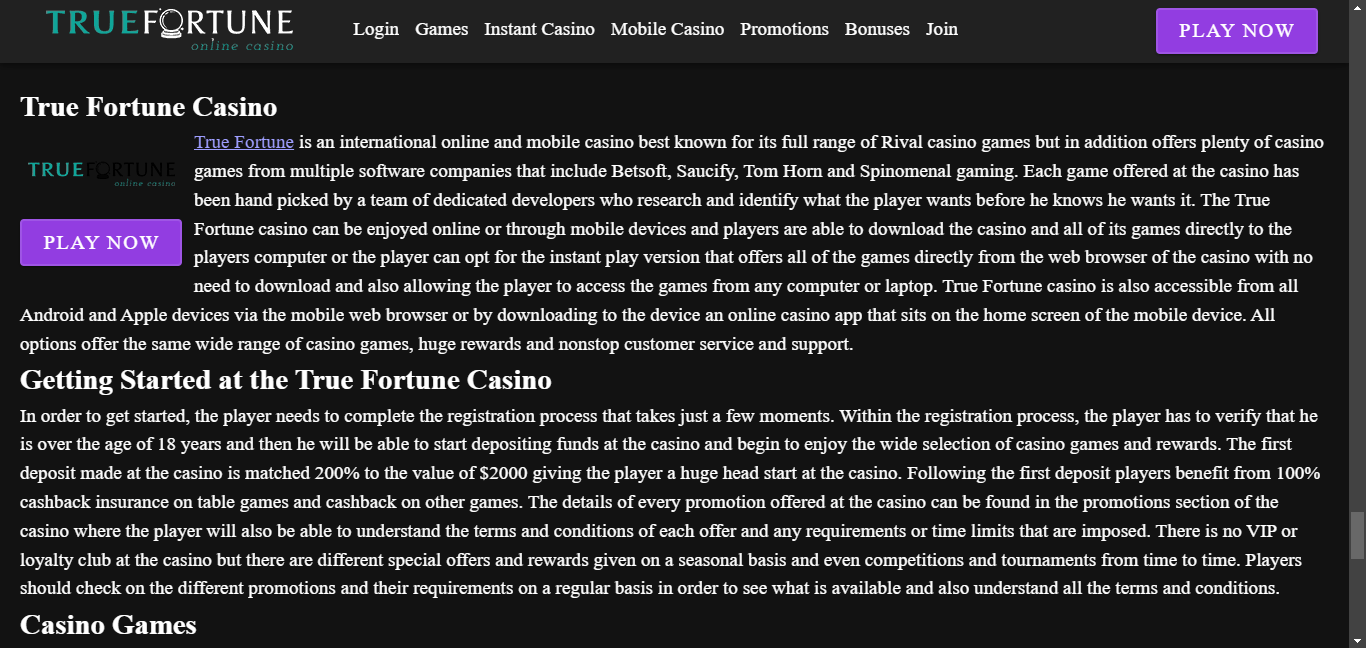 TRUEFORTUNE
online casino
Login Games Instant Casino Mobile Casino Promotions Bonuses Join
PLAY NOW
True Fortune Casino
TRUEFORTUNE
online casino
PLAY NOW
True Fortune is an international online and mobile casino best known for its full range of Rival casino games but in addition offers plenty of casino
games from multiple software companies that include Betsoft, Saucify, Tom Horn and Spinomenal gaming. Each game offered at the casino has
been hand picked by a team of dedicated developers who research and identify what the player wants before he knows he wants it. The True
Fortune casino can be enjoyed online or through mobile devices and players are able to download the casino and all of its games directly to the
players computer or the player can opt for the instant play version that offers all of the games directly from the web browser of the casino with no
need to download and also allowing the player to access the games from any computer or laptop. True Fortune casino is also accessible from all
Android and Apple devices via the mobile web browser or by downloading to the device an online casino app that sits on the home screen of the mobile device. All
options offer the same wide range of casino games, huge rewards and nonstop customer service and support.
Getting Started at the True Fortune Casino
In order to get started, the player needs to complete the registration process that takes just a few moments. Within the registration process, the player has to verify that he
is over the age of 18 years and then he will be able to start depositing funds at the casino and begin to enjoy the wide selection of casino games and rewards. The first
deposit made at the casino is matched 200% to the value of $2000 giving the player a huge head start at the casino. Following the first deposit players benefit from 100%
cashback insurance on table games and cashback on other games. The details of every promotion offered at the casino can be found in the promotions section of the
casino where the player will also be able to understand the terms and conditions of each offer and any requirements or time limits that are imposed. There is no VIP or
loyalty club at the casino but there are different special offers and rewards given on a seasonal basis and even competitions and tournaments from time to time. Players
should check on the different promotions and their requirements on a regular basis in order to see what is available and also understand all the terms and conditions.
Casino Games